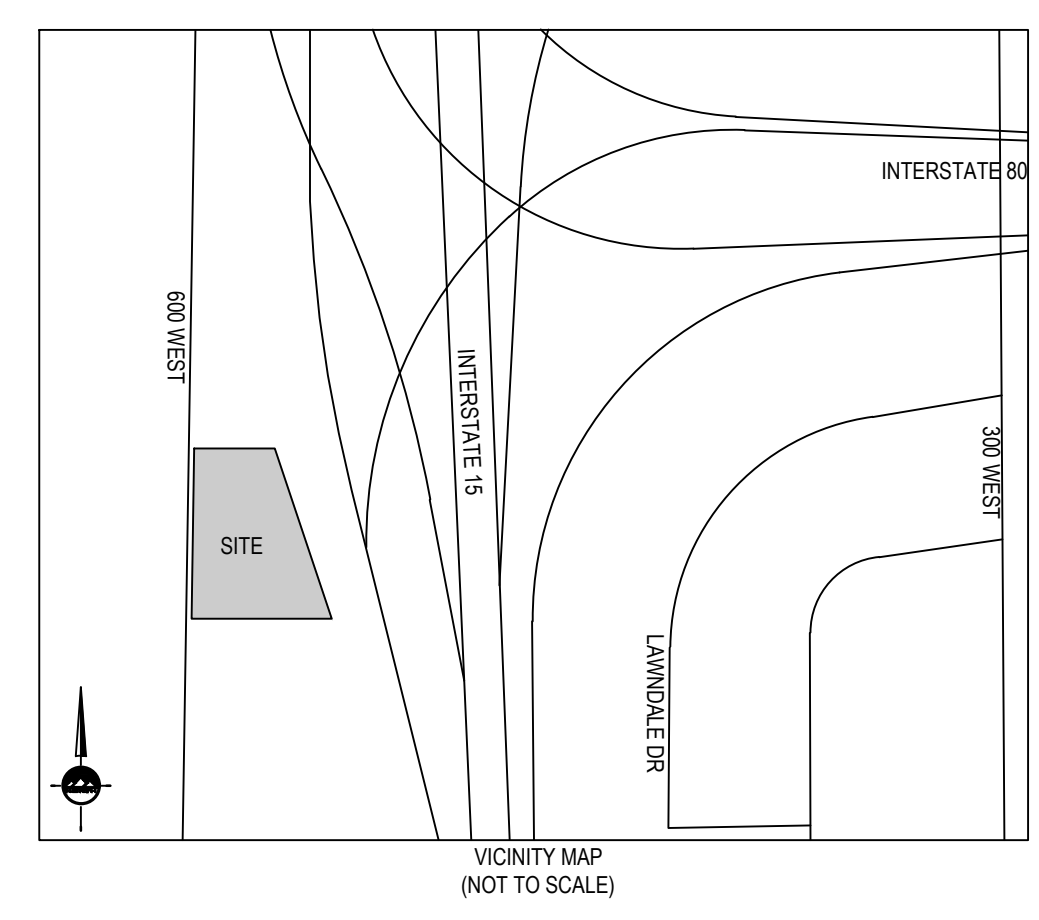 INTERSTATE 80
600 WEST
INTERSTATE 15
300 WEST
SITE
LAWNDALE DR
VICINITY MAP
(NOT TO SCALE)